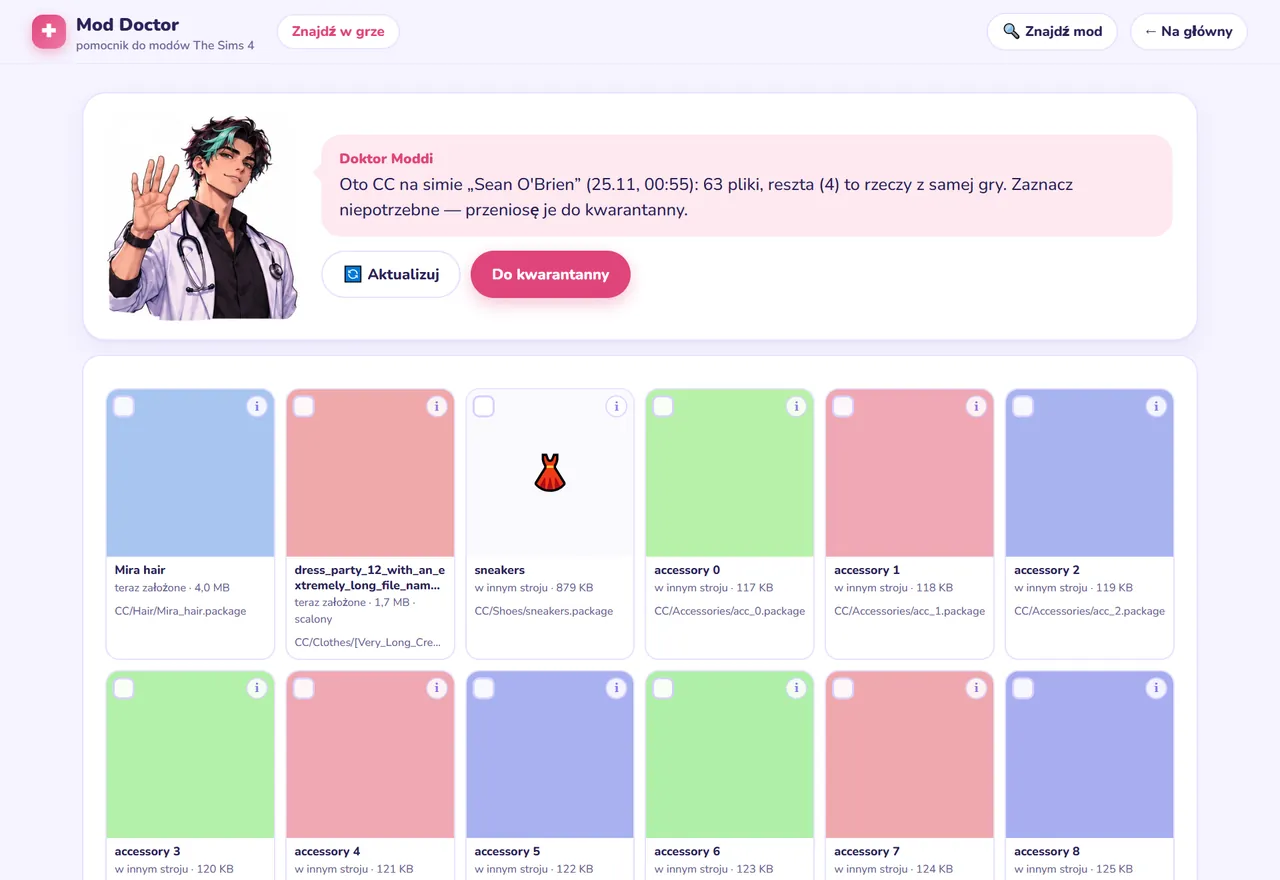 Mod Doctor
pomocnik do modów The Sims 4
Znajdź w grze
Znajdź mod
← Na główny
Doktor Moddi
Oto CC na simie „Sean O'Brien” (25.11, 00:55): 63 pliki, reszta (4) to rzeczy z samej gry. Zaznacz
niepotrzebne — przeniosę je do kwarantanny.
Aktualizuj
Do kwarantanny
Mira hair
teraz założone · 4,0 MB
CC/Hair/Mira_hair.package
dress_party_12_with_an_e
xtremely_long_file_nam...
teraz założone · 1,7 MB ·
scalony
CC/Clothes/[Very_Long_Cre...
sneakers
w innym stroju · 879 KB
CC/Shoes/sneakers.package
accessory 0
w innym stroju · 117 KB
CC/Accessories/acc_0.package
accessory 1
w innym stroju · 118 KB
CC/Accessories/acc_1.package
accessory 2
w innym stroju · 119 KB
CC/Accessories/acc_2.package
accessory 3
w innym stroju · 120 KB
accessory 4
w innym stroju · 121 KB
accessory 5
w innym stroju · 122 KB
accessory 6
w innym stroju · 123 KB
accessory 7
w innym stroju · 124 KB
accessory 8
w innym stroju · 125 KB